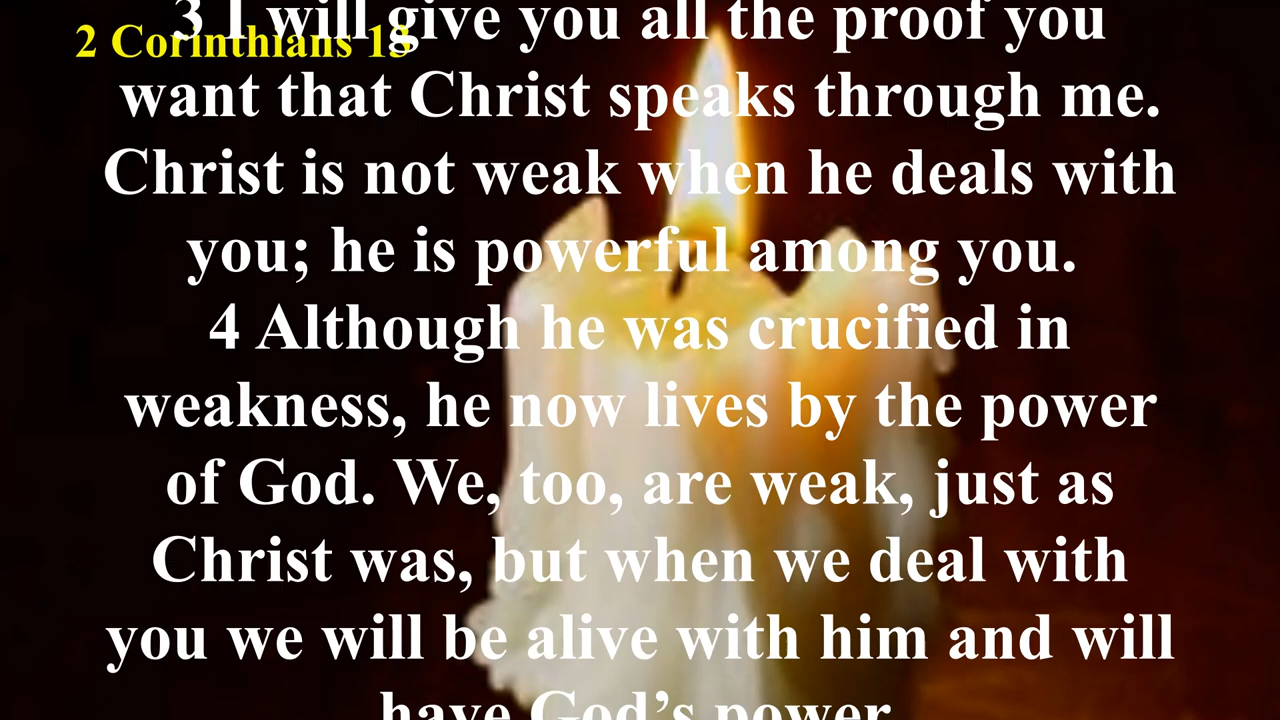 3 I will give you all the proof you
2 Corinthians 13
want that Christ speaks through me.
Christ is not weak when he deals with
you; he is powerful among you.
4 Although he was crucified in
weakness, he now lives by the power
of God. We, too, are weak, just as
Christ was, but when we deal with
you we will be alive with him and will
have God’s power